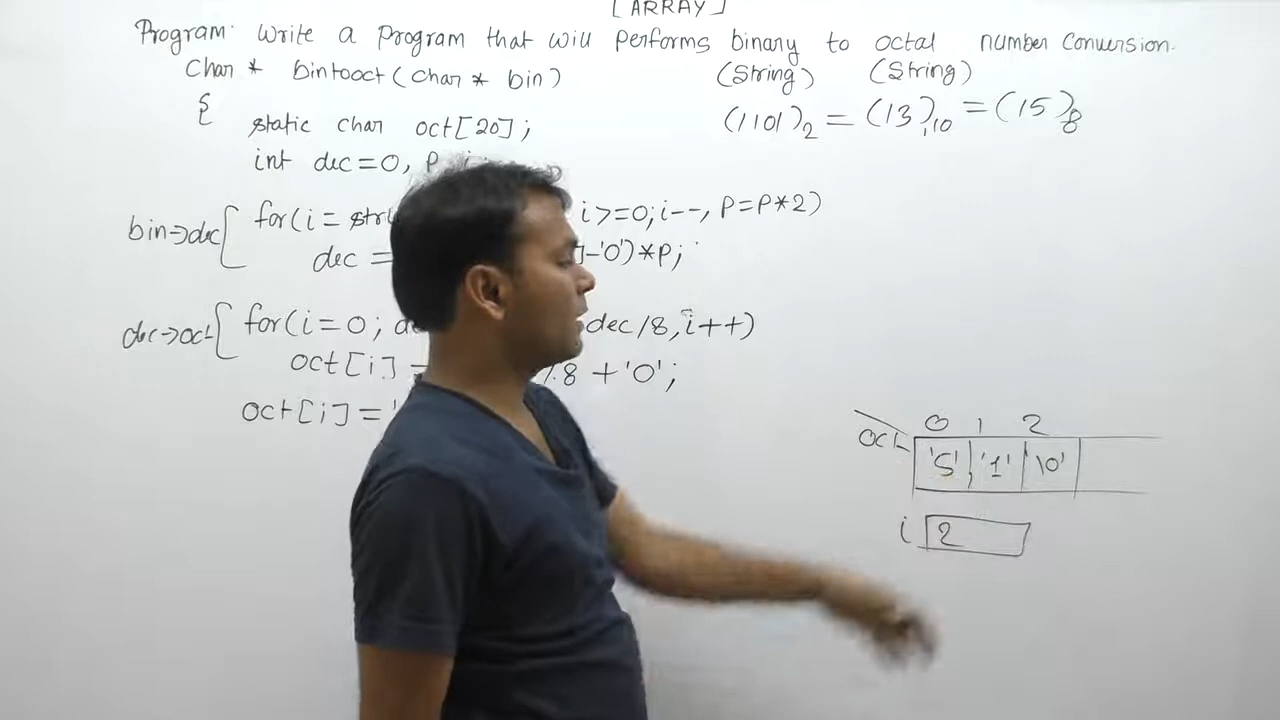 [ARRAY]
Program: Write a program that will performs binary to octal number conversion.
char * bintooct(char * bin) (String) (String)
{ (1101)2 = (13)10 = (15)8
static char oct[20];
int dec=0, P
bin→dec{ for(i= i>=0;i--, P=P*2)
dec = -'0')*P;
dec→oct{ for(i=0; dec/8,i++)
oct[i] %8 +'0';
oct[i]='
0 1 2
oct '5' '1' '\0'
i 2